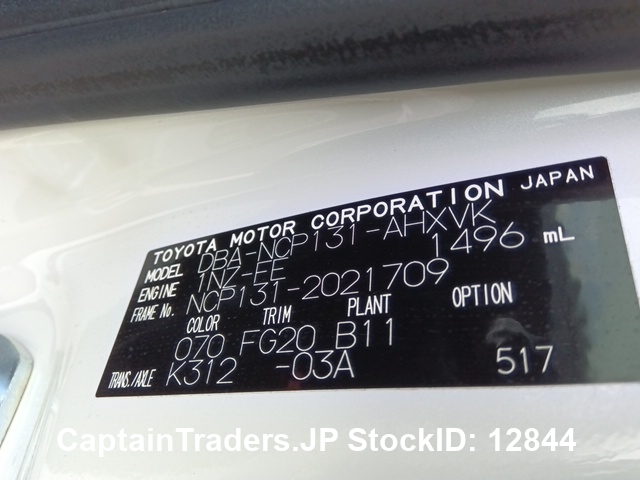 TOYOTA MOTOR CORPORATION JAPAN
MODEL DBA-NCP131-AHXVK
ENGINE 1NZ-FE 1496 mL
FRAME No. NCP131-2021709
COLOR TRIM PLANT OPTION
070 FG20 B11
TRANS./AXLE K312 -03A 517
CaptainTraders.JP StockID: 12844